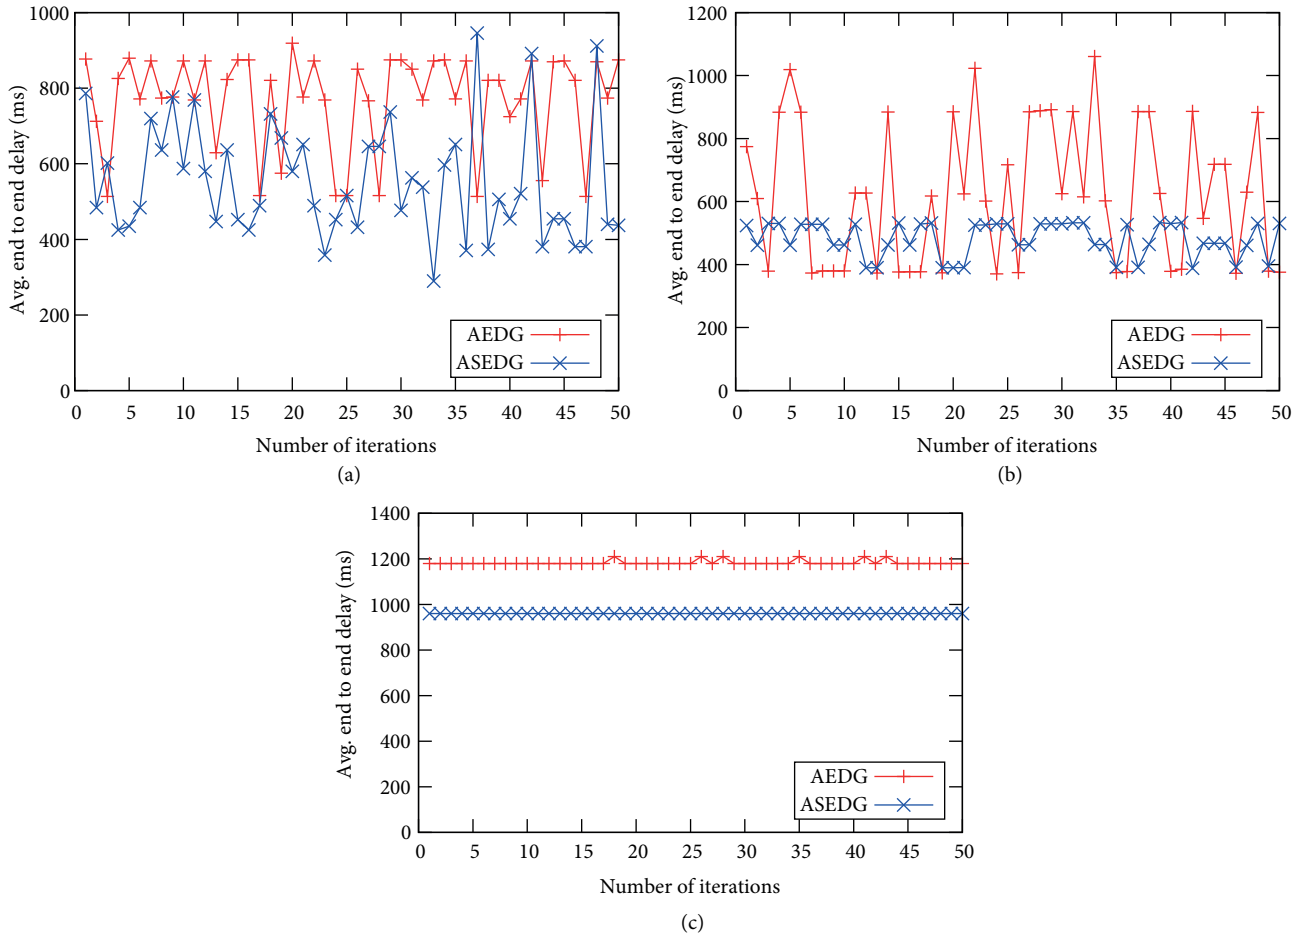 1000
800
600
400
200
0
Avg. end to end delay (ms)
AEDG
ASEDG
0 5 10 15 20 25 30 35 40 45 50
Number of iterations
(a)
1200
1000
800
600
400
200
0
Avg. end to end delay (ms)
AEDG
ASEDG
0 5 10 15 20 25 30 35 40 45 50
Number of iterations
(b)
1400
1200
1000
800
600
400
200
0
Avg. end to end delay (ms)
AEDG
ASEDG
0 5 10 15 20 25 30 35 40 45 50
Number of iterations
(c)